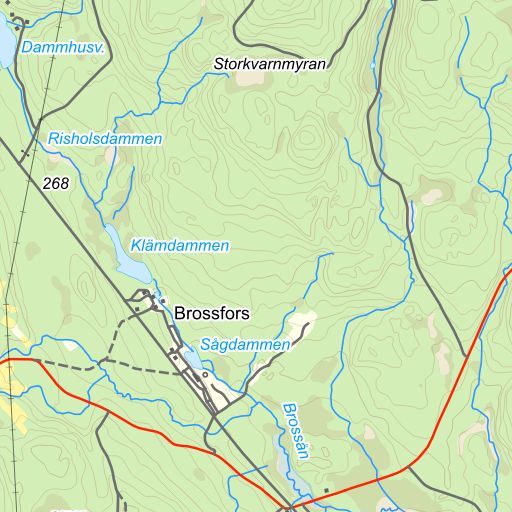 Dammhusv.
Storkvarnmyran
Risholsdammen
268
Klämdammen
Brossfors
Sågdammen
Brossån